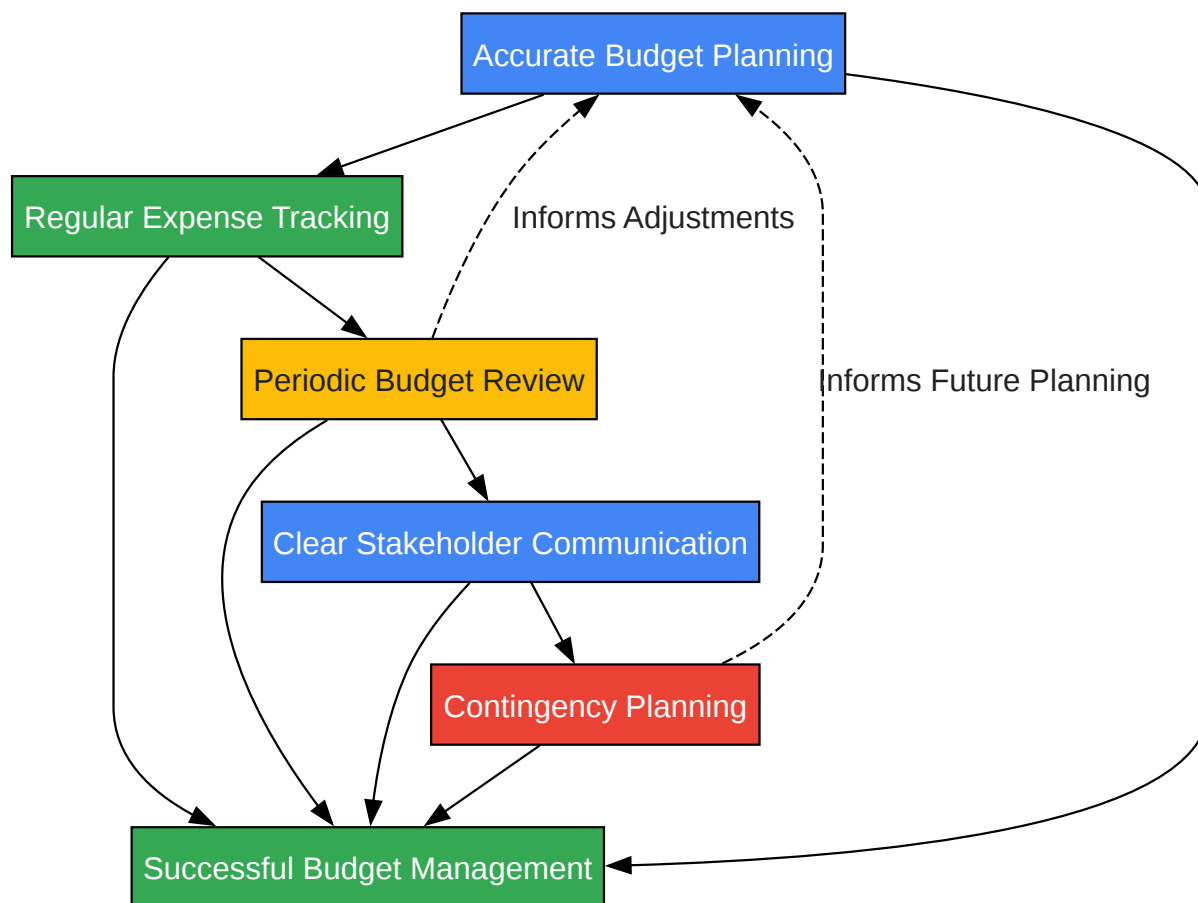 Accurate Budget Planning
Regular Expense Tracking
Informs Adjustments
Periodic Budget Review
Informs Future Planning
Clear Stakeholder Communication
Contingency Planning
Successful Budget Management